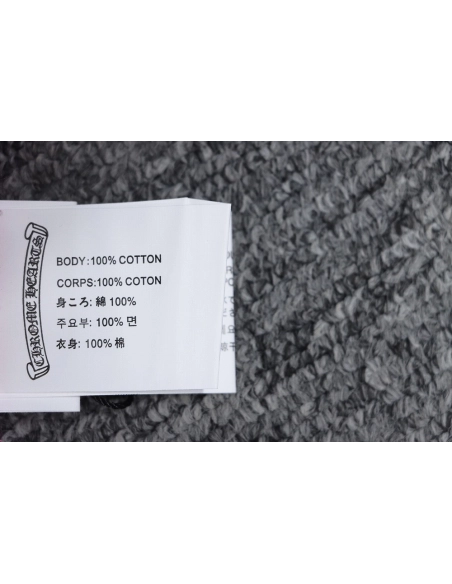 CHROME HEARTS
BODY:100% COTTON
CORPS:100% COTON
身ころ: 綿 100%
주요부: 100% 면
衣身: 100% 棉